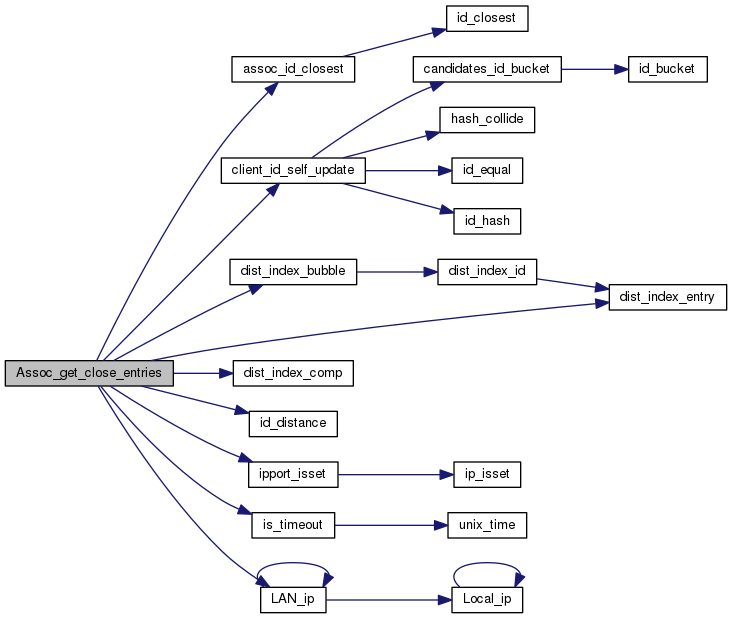 id_closest
assoc_id_closest
candidates_id_bucket
id_bucket
hash_collide
client_id_self_update
id_equal
id_hash
dist_index_bubble
dist_index_id
dist_index_entry
Assoc_get_close_entries
dist_index_comp
id_distance
ipport_isset
ip_isset
is_timeout
unix_time
LAN_ip
Local_ip